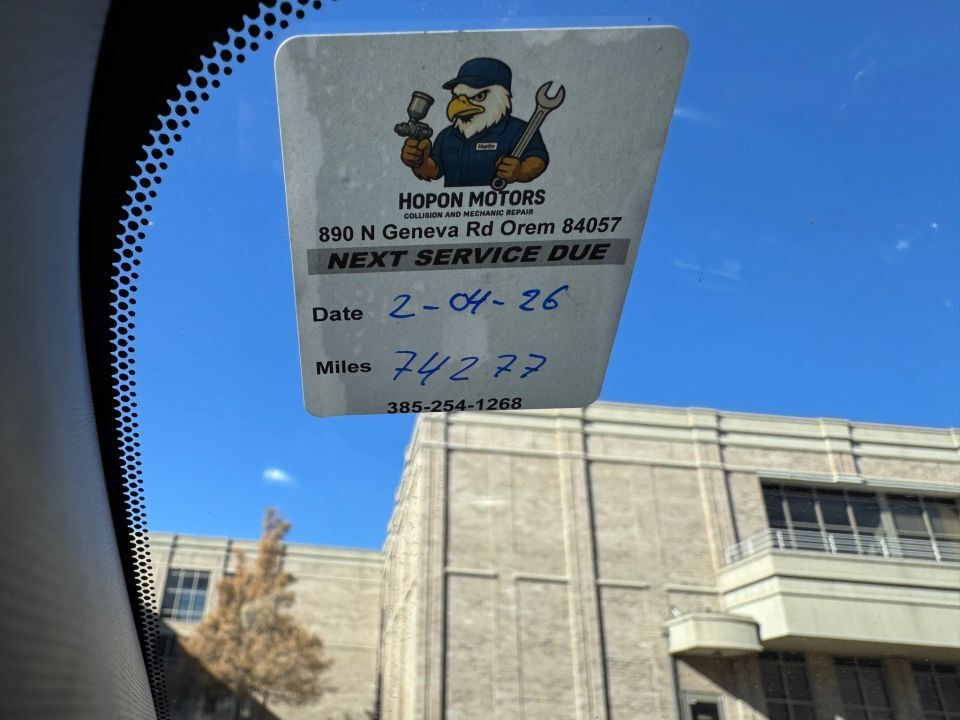 HopOn
HOPON MOTORS
COLLISION AND MECHANIC REPAIR
890 N Geneva Rd Orem 84057
NEXT SERVICE DUE
Date 2-04-26
Miles 74277
385-254-1268